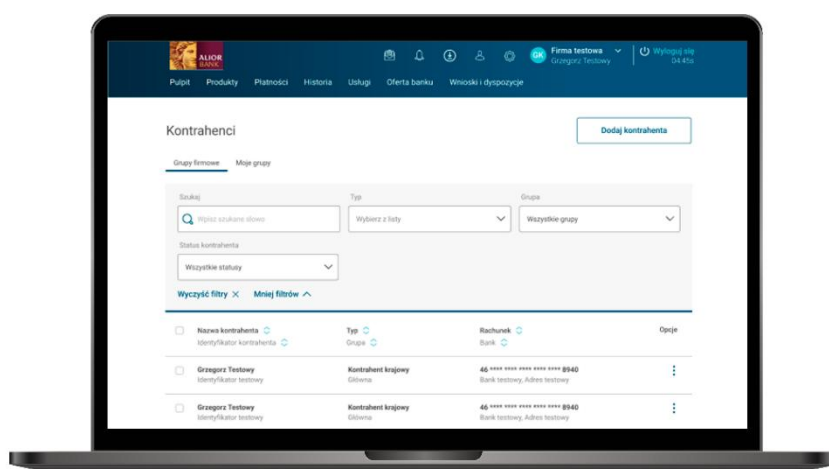 ALIOR
BANK
GK
Firma testowa
Grzegorz Testowy
Wyloguj się
04:45s
Pulpit Produkty Płatności Historia Usługi Oferta banku Wnioski i dyspozycje
Kontrahenci
Dodaj kontrahenta
Grupy firmowe Moje grupy
Szukaj Typ Grupa
Wpisz szukane słowo Wybierz z listy Wszystkie grupy
Status kontrahenta
Wszystkie statusy
Wyczyść filtry Mniej filtrów
Nazwa kontrahenta Typ Rachunek Opcje
Identyfikator kontrahenta Grupa Bank
Grzegorz Testowy Kontrahent krajowy 46 **** **** **** **** **** 8940
Identyfikator testowy Główna Bank testowy, Adres testowy
Grzegorz Testowy Kontrahent krajowy 46 **** **** **** **** **** 8940
Identyfikator testowy Główna Bank testowy, Adres testowy